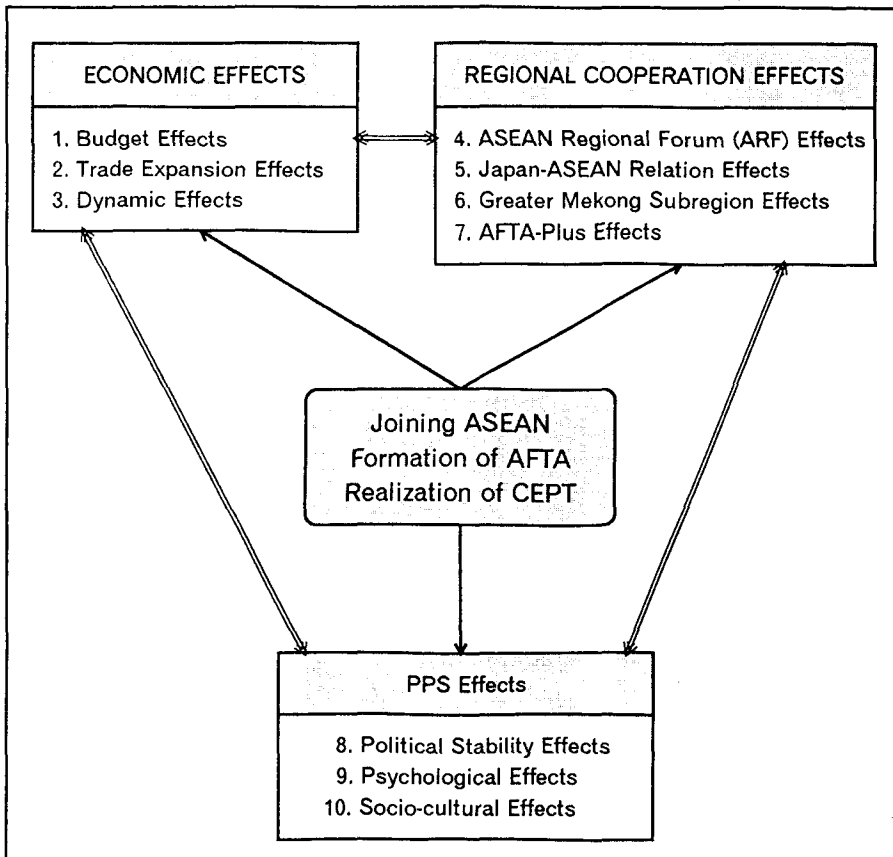 ECONOMIC EFFECTS
1. Budget Effects
2. Trade Expansion Effects
3. Dynamic Effects
REGIONAL COOPERATION EFFECTS
4. ASEAN Regional Forum (ARF) Effects
5. Japan-ASEAN Relation Effects
6. Greater Mekong Subregion Effects
7. AFTA-Plus Effects
Joining ASEAN
Formation of AFTA
Realization of CEPT
PPS Effects
8. Political Stability Effects
9. Psychological Effects
10. Socio-cultural Effects